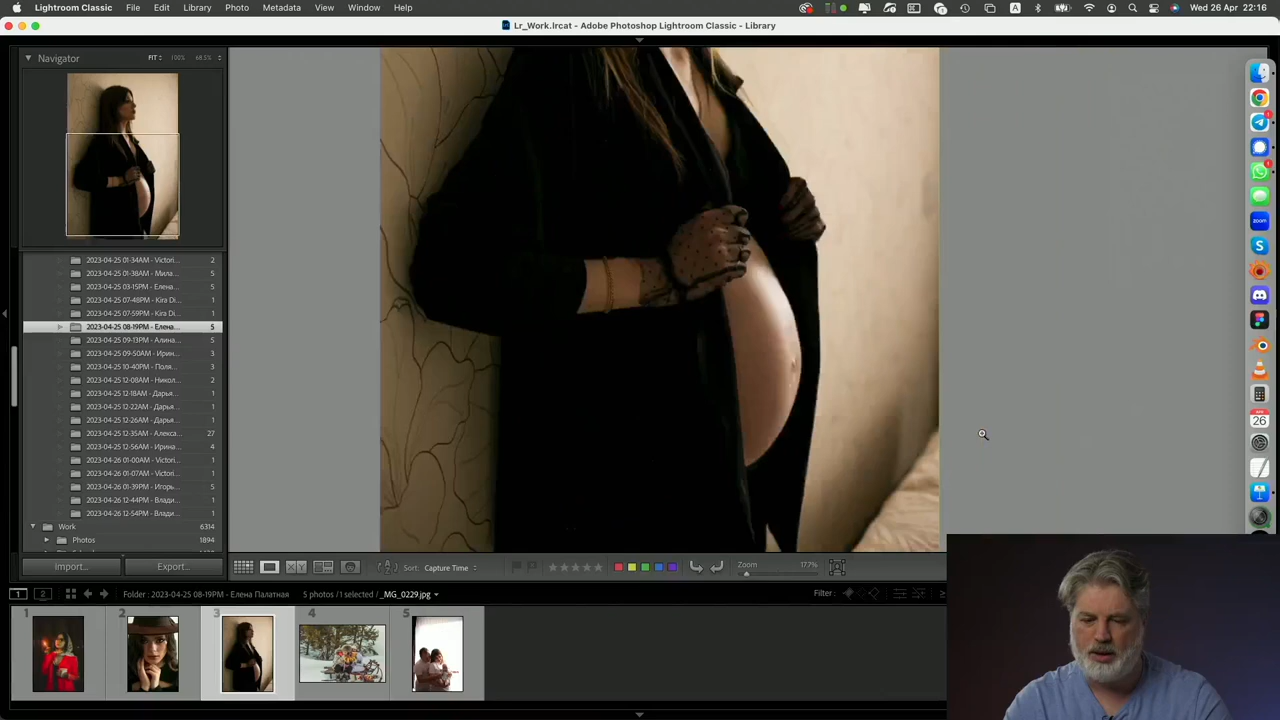 Lightroom Classic File Edit Library Photo Metadata View Window Help
A Wed 26 Apr 22:16
Lr_Work.lrcat - Adobe Photoshop Lightroom Classic - Library
Navigator FIT 100% 68.5%
2023-04-25 01-34AM - Victori... 2
2023-04-25 01-38AM - Мила... 5
2023-04-25 03-15PM - Елена... 5
2023-04-25 07-48PM - Kira Di... 1
2023-04-25 07-59PM - Kira Di... 1
2023-04-25 08-19PM - Елена... 5
2023-04-25 09-13PM - Алина... 5
2023-04-25 09-50AM - Ирин... 3
2023-04-25 10-40PM - Поля... 3
2023-04-25 12-08AM - Никол... 2
2023-04-25 12-18AM - Дарья... 1
2023-04-25 12-22AM - Дарья... 1
2023-04-25 12-26AM - Дарья... 1
2023-04-25 12-35AM - Алекса... 27
2023-04-25 12-56AM - Ирина... 4
2023-04-26 01-00AM - Victori... 1
2023-04-26 01-07AM - Victori... 1
2023-04-26 01-39PM - Игорь... 5
2023-04-26 12-44PM - Влади... 1
2023-04-26 12-54PM - Влади... 1
Work 6314
Photos 1894
Import... Export...
Sort: Capture Time Zoom 177%
1 2 Folder : 2023-04-25 08-19PM - Елена Палатная 5 photos / 1 selected / _MG_0229.jpg Filter :
1 2 3 4 5
zoom
APR
26